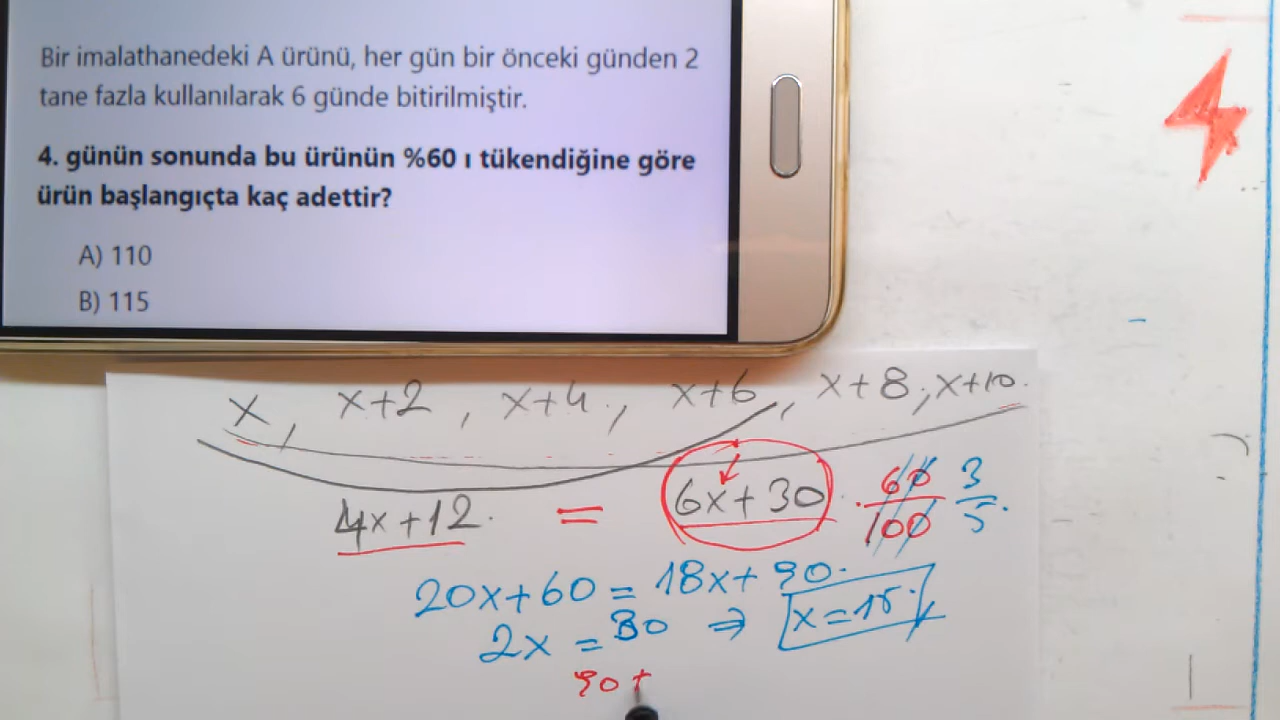 Bir imalathanedeki A ürünü, her gün bir önceki günden 2
tane fazla kullanılarak 6 günde bitirilmiştir.
4. günün sonunda bu ürünün %60 ı tükendiğine göre
ürün başlangıçta kaç adettir?
A) 110
B) 115
x, x+2, x+4, x+6, x+8, x+10.
4x+12. = 6x+30 . 60/100 3/5.
20x+60 = 18x+90.
2x = 30 ⇒ x=15
90+